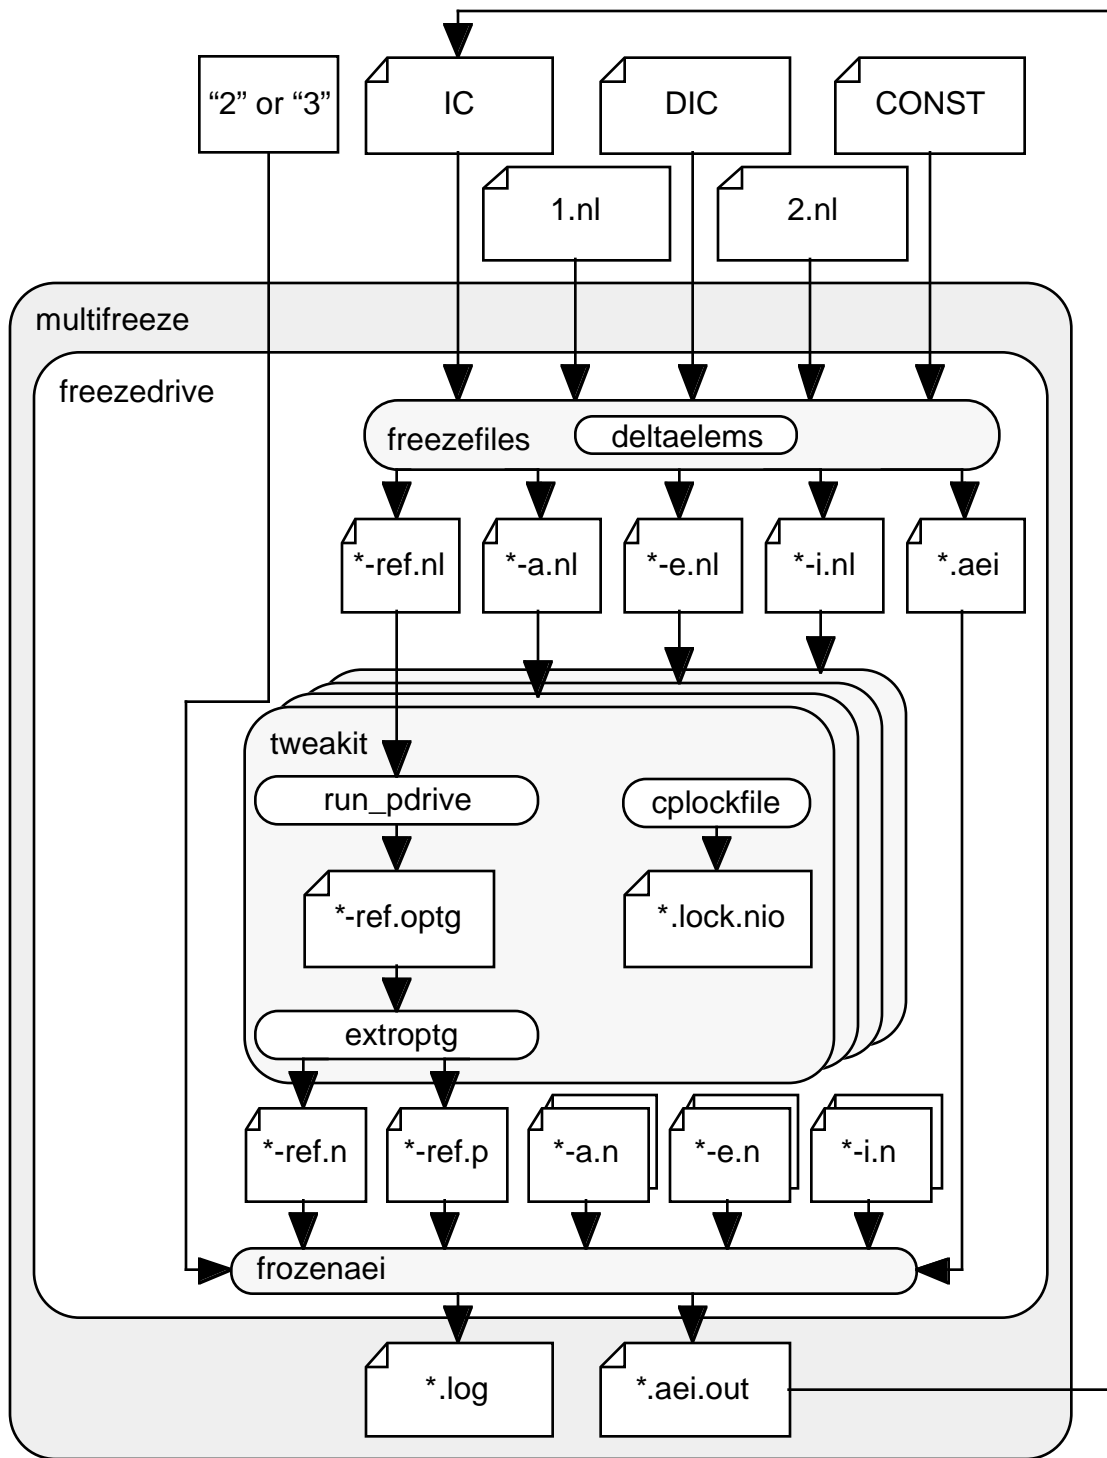 “2” or “3”
IC
DIC
CONST
1.nl
2.nl
multifreeze
freezedrive
freezefiles
deltaelems
*-ref.nl
*-a.nl
*-e.nl
*-i.nl
*.aei
tweakit
run_pdrive
cplockfile
*-ref.optg
*.lock.nio
extroptg
*-ref.n
*-ref.p
*-a.n
*-e.n
*-i.n
frozenaei
*.log
*.aei.out